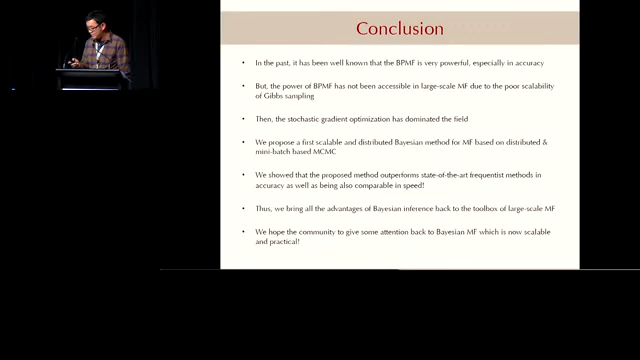 Conclusion
• In the past, it has been well known that the BPMF is very powerful, especially in accuracy
• But, the power of BPMF has not been accessible in large-scale MF due to the poor scalability
of Gibbs sampling
• Then, the stochastic gradient optimization has dominated the field
• We propose a first scalable and distributed Bayesian method for MF based on distributed &
mini-batch based MCMC
• We showed that the proposed method outperforms state-of-the-art frequentist methods in
accuracy as well as being also comparable in speed!
• Thus, we bring all the advantages of Bayesian inference back to the toolbox of large-scale MF
• We hope the community to give some attention back to Bayesian MF which is now scalable
and practical!